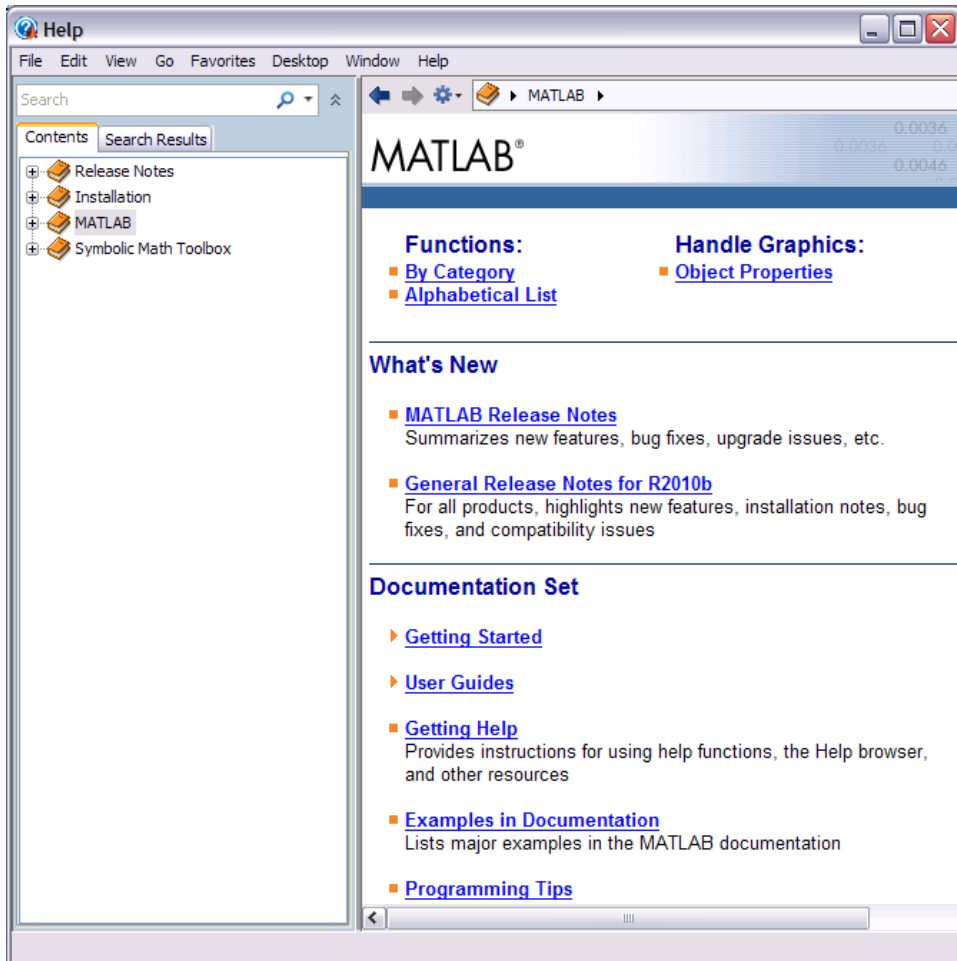 Help
File Edit View Go Favorites Desktop Window Help
Search
Contents Search Results
Release Notes
Installation
MATLAB
Symbolic Math Toolbox
MATLAB
MATLAB®
0.0036
0.0036 0.0
0.0046
Functions:
By Category
Alphabetical List
Handle Graphics:
Object Properties
What's New
MATLAB Release Notes
Summarizes new features, bug fixes, upgrade issues, etc.
General Release Notes for R2010b
For all products, highlights new features, installation notes, bug
fixes, and compatibility issues
Documentation Set
Getting Started
User Guides
Getting Help
Provides instructions for using help functions, the Help browser,
and other resources
Examples in Documentation
Lists major examples in the MATLAB documentation
Programming Tips